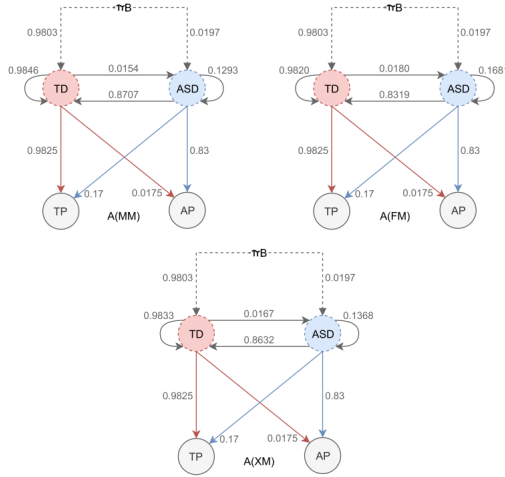 πB
0.9803
0.0197
0.9846
0.0154
0.1293
TD
ASD
0.8707
0.9825
0.83
0.17
0.0175
TP
AP
A(MM)
πB
0.9803
0.0197
0.9820
0.0180
0.1681
TD
ASD
0.8319
0.9825
0.83
0.17
0.0175
TP
AP
A(FM)
πB
0.9803
0.0197
0.9833
0.0167
0.1368
TD
ASD
0.8632
0.9825
0.83
0.17
0.0175
TP
AP
A(XM)